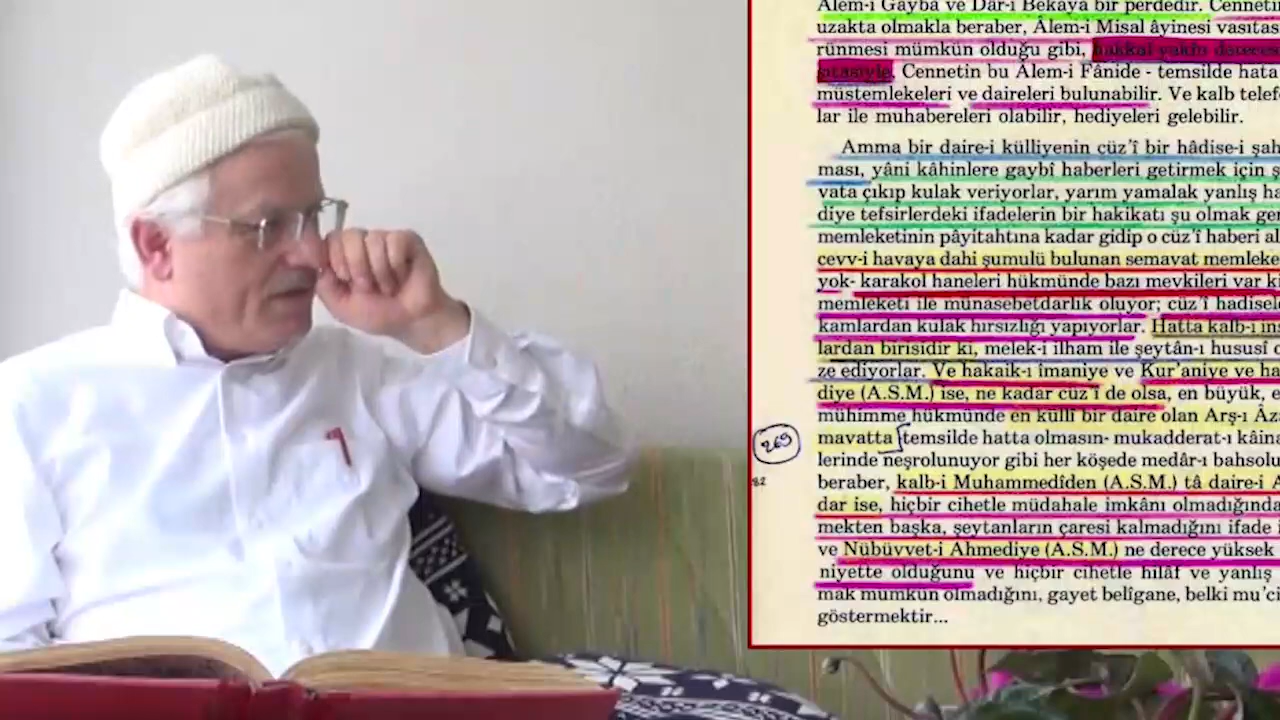 Âlem-i Gayba ve Dâr-ı Bekaya bir perdedir. Cennetin
uzakta olmakla beraber, Âlem-i Misal âyinesi vasıtas
rünmesi mümkün olduğu gibi, hakkal yakîn derecesi
sıtasiyle, Cennetin bu Âlem-i Fânide - temsilde hata
müstemlekeleri ve daireleri bulunabilir. Ve kalb telef
lar ile muhabereleri olabilir, hediyeleri gelebilir.
Amma bir daire-i külliyenin cüz'î bir hâdise-i şah
ması, yâni kâhinlere gaybî haberleri getirmek için ş
vata çıkıp kulak veriyorlar, yarım yamalak yanlış ha
diye tefsirlerdeki ifadelerin bir hakikatı şu olmak ger
memleketinin pâyitahtına kadar gidip o cüz'î haberi al
cevv-i havaya dahi şumulü bulunan semavat memleke
yok- karakol haneleri hükmünde bazı mevkileri var ki
memleketi ile münasebetdarlık oluyor; cüz'î hadisele
kamlardan kulak hırsızlığı yapıyorlar. Hatta kalb-i ins
lardan birisidir ki, melek-i ilham ile şeytân-ı hususî
ze ediyorlar. Ve hakaik-ı îmaniye ve Kur'aniye ve ha
diye (A.S.M.) ise, ne kadar cüz'î de olsa, en büyük, e
mühimme hükmünde en küllî bir daire olan Arş-ı Âz
mavatta temsilde hatta olmasın- mukadderat-ı kâina
lerinde neşrolunuyor gibi her köşede medâr-ı bahsolu
beraber, kalb-i Muhammedîden (A.S.M.) tâ daire-i A
dar ise, hiçbir cihetle müdahale imkânı olmadığında
mekten başka, şeytanların çaresi kalmadığını ifade i
ve Nübüvvet-i Ahmediye (A.S.M.) ne derece yüksek
niyette olduğunu ve hiçbir cihetle hilâf ve yanlış
mak mümkün olmadığını, gayet belîgane, belki mu'ci
göstermektir...
269
82